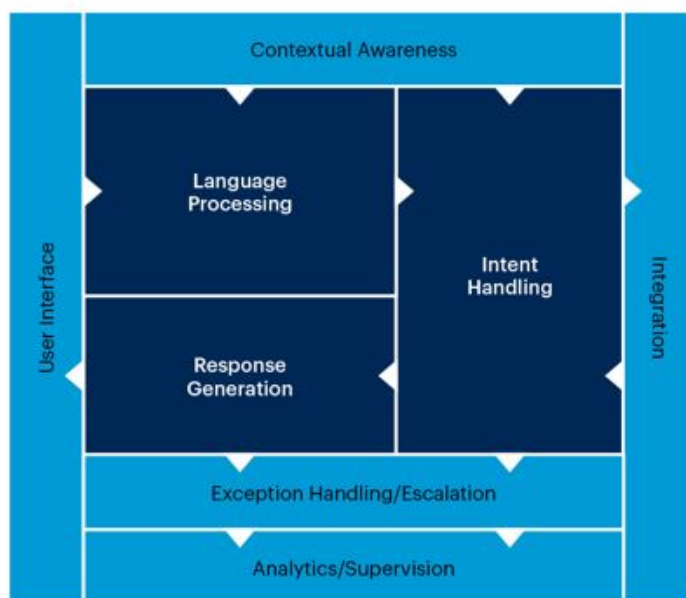 Contextual Awareness
User Interface
Language
Processing
Intent
Handling
Integration
Response
Generation
Exception Handling/Escalation
Analytics/Supervision